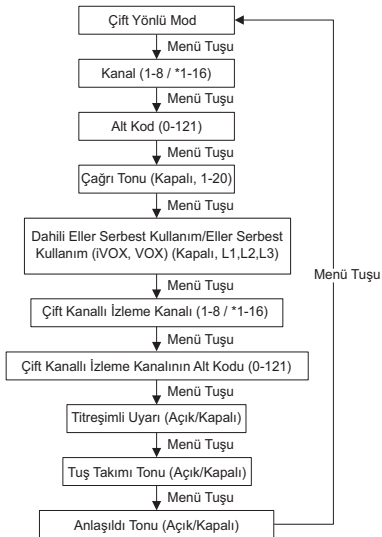 Çift Yönlü Mod
Menü Tuşu
Kanal (1-8 / *1-16)
Menü Tuşu
Alt Kod (0-121)
Menü Tuşu
Çağrı Tonu (Kapalı, 1-20)
Menü Tuşu
Dahili Eller Serbest Kullanım/Eller Serbest
Kullanım (iVOX, VOX) (Kapalı, L1,L2,L3)
Menü Tuşu
Menü Tuşu
Çift Kanallı İzleme Kanalı (1-8 / *1-16)
Menü Tuşu
Çift Kanallı İzleme Kanalının Alt Kodu (0-121)
Menü Tuşu
Titreşimli Uyarı (Açık/Kapalı)
Menü Tuşu
Tuş Takımı Tonu (Açık/Kapalı)
Menü Tuşu
Anlaşıldı Tonu (Açık/Kapalı)